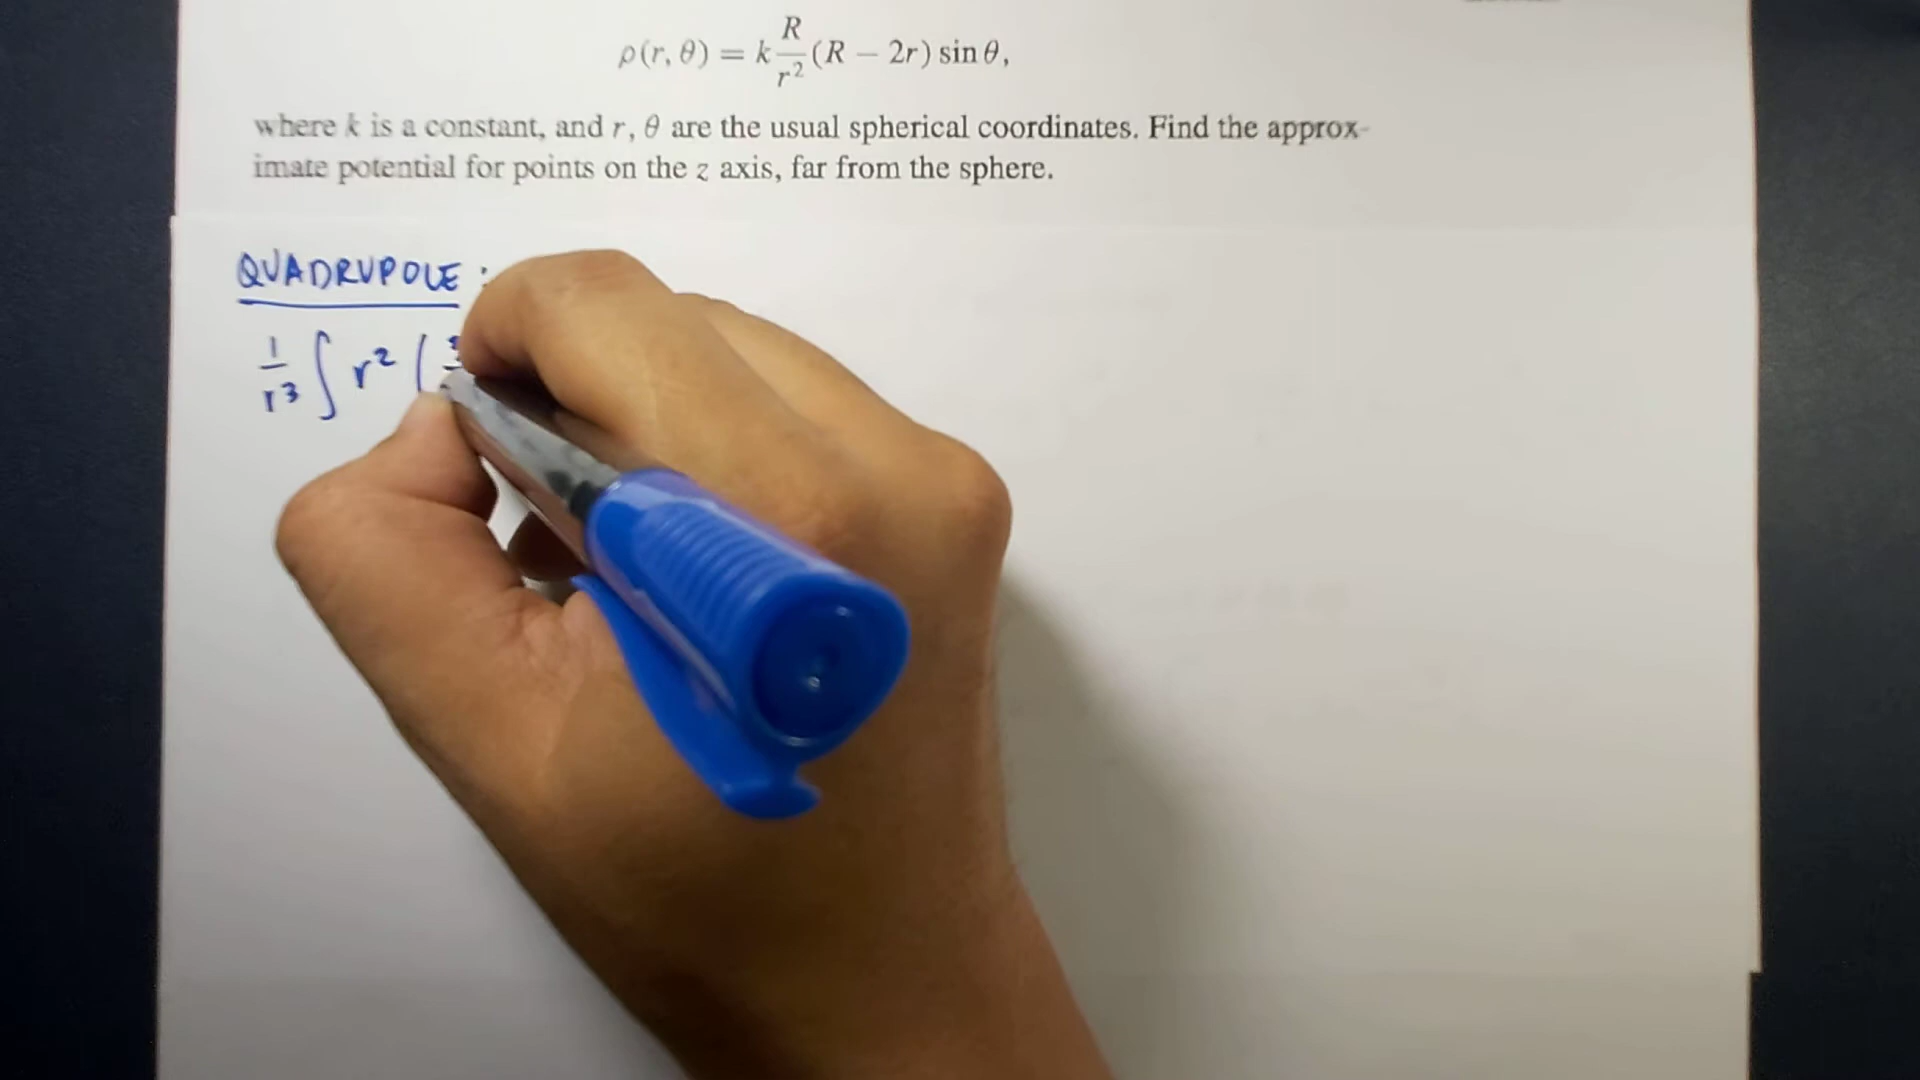 ρ(r, θ) = k R/r² (R − 2r) sin θ,
where k is a constant, and r, θ are the usual spherical coordinates. Find the approx-
imate potential for points on the z axis, far from the sphere.
QUADRUPOLE :
1/r³ ∫ r² (